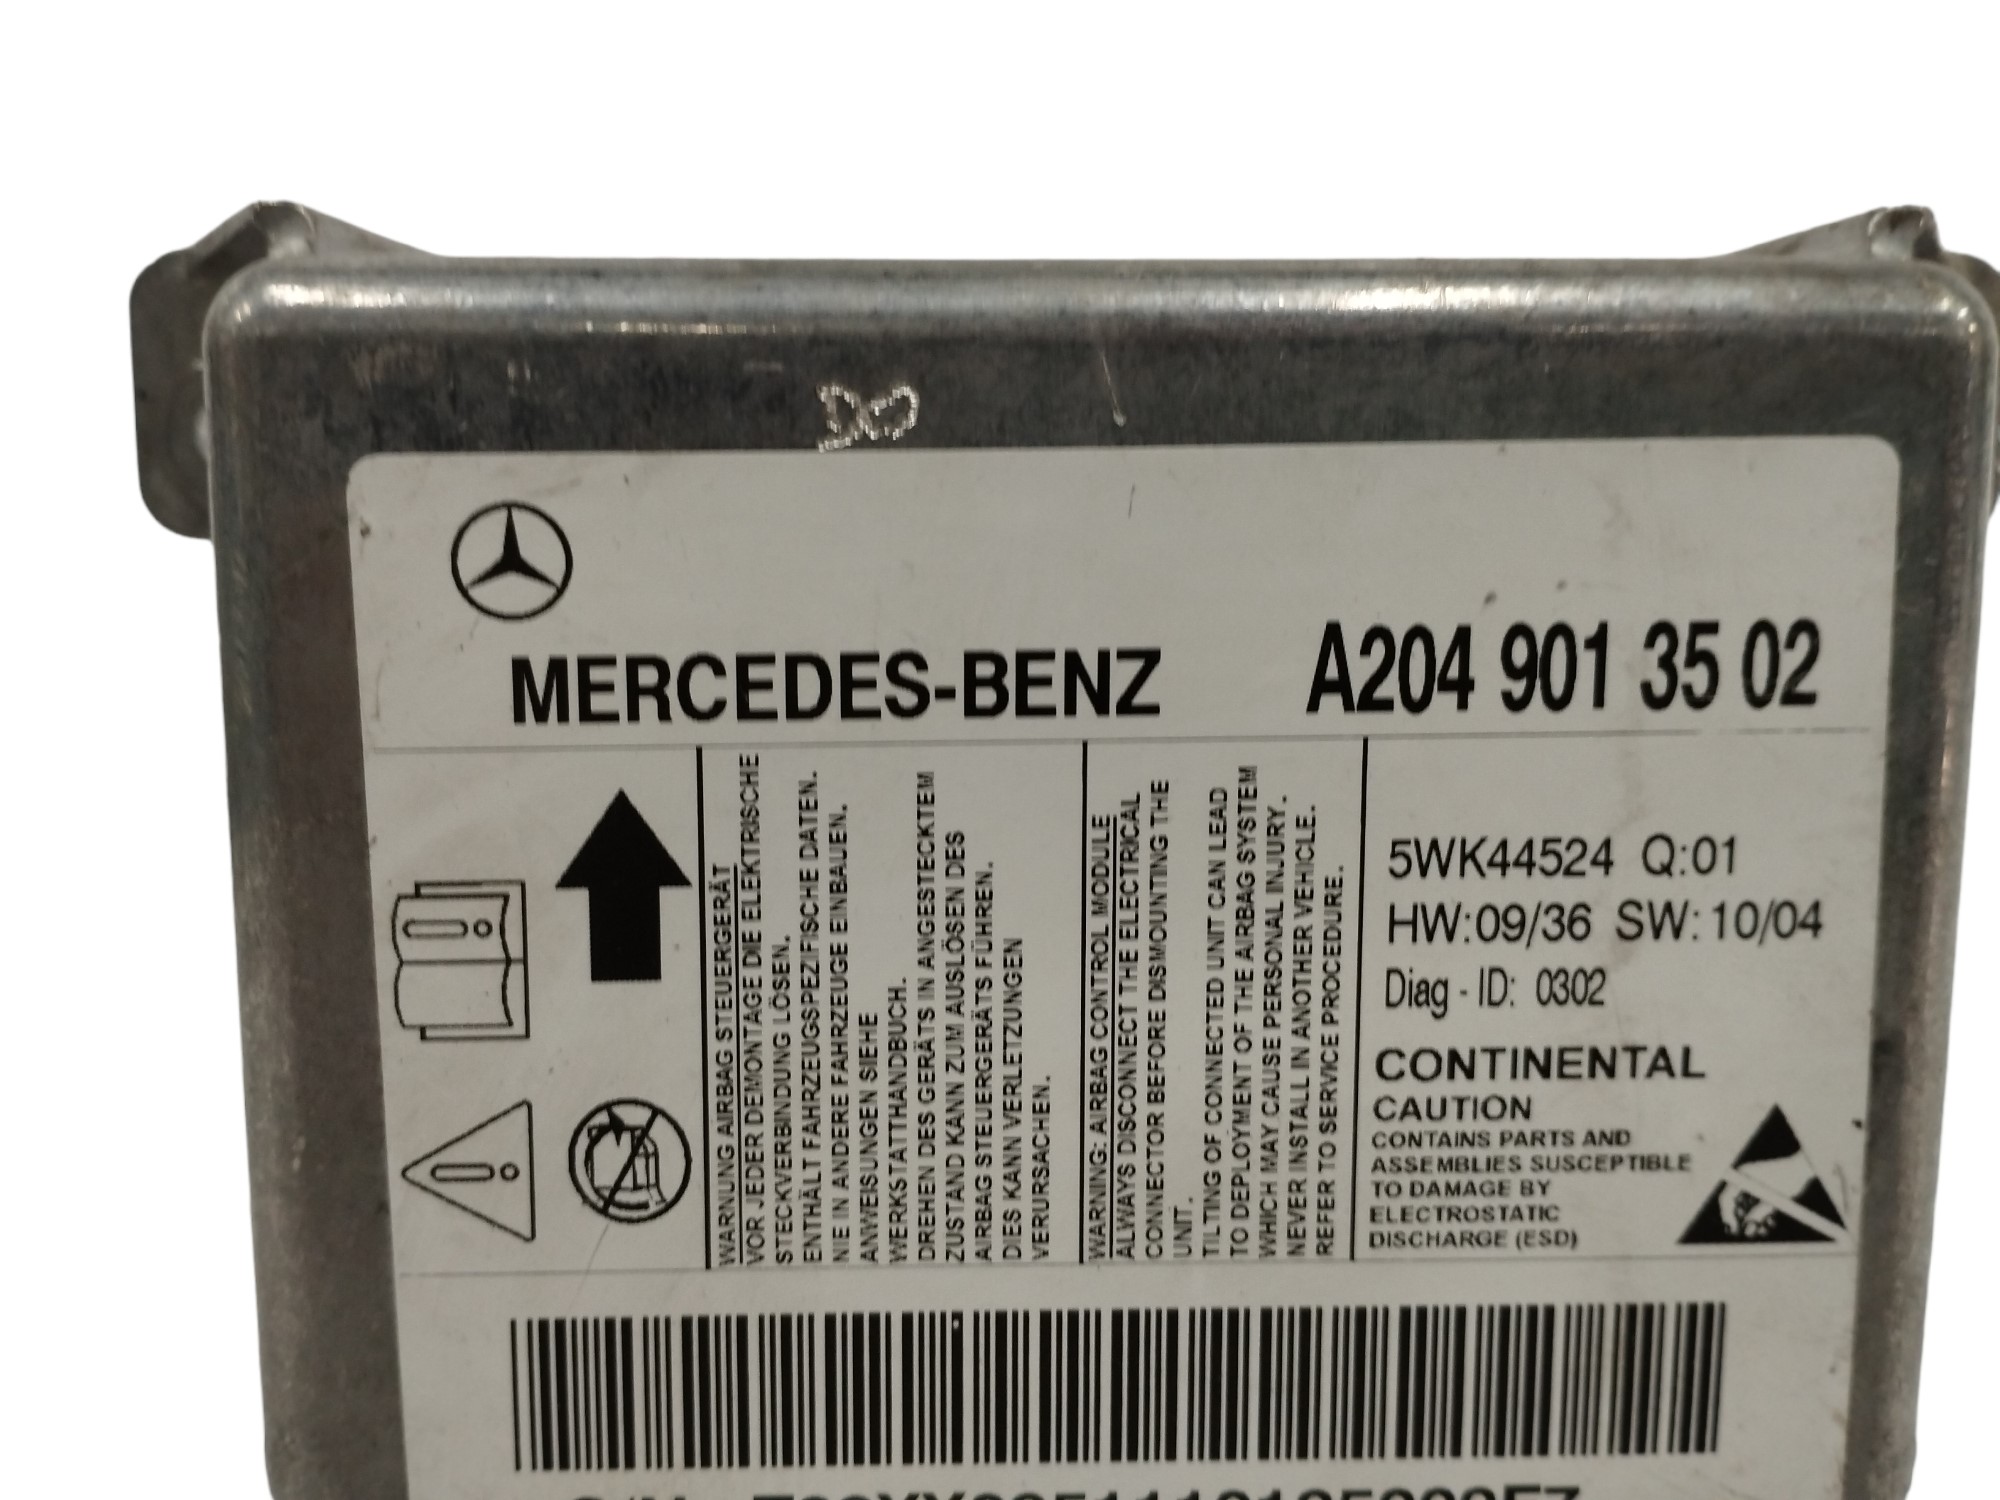 MERCEDES-BENZ
A204 901 35 02
WARNUNG AIRBAG STEUERGERÄT
VOR JEDER DEMONTAGE DIE ELEKTRISCHE
STECKVERBINDUNG LÖSEN.
ENTHÄLT FAHRZEUGSPEZIFISCHE DATEN.
NIE IN ANDERE FAHRZEUGE EINBAUEN.
ANWEISUNGEN SIEHE
WERKSTATTHANDBUCH.
DREHEN DES GERÄTS IN ANGESTECKTEM
ZUSTAND KANN ZUM AUSLÖSEN DES
AIRBAG STEUERGERÄTS FÜHREN.
DIES KANN VERLETZUNGEN
VERURSACHEN.
WARNING: AIRBAG CONTROL MODULE
ALWAYS DISCONNECT THE ELECTRICAL
CONNECTOR BEFORE DISMOUNTING THE
UNIT.
TILTING OF CONNECTED UNIT CAN LEAD
TO DEPLOYMENT OF THE AIRBAG SYSTEM
WHICH MAY CAUSE PERSONAL INJURY.
NEVER INSTALL IN ANOTHER VEHICLE.
REFER TO SERVICE PROCEDURE.
5WK44524 Q:01
HW:09/36 SW:10/04
Diag - ID: 0302
CONTINENTAL
CAUTION
CONTAINS PARTS AND
ASSEMBLIES SUSCEPTIBLE
TO DAMAGE BY
ELECTROSTATIC
DISCHARGE (ESD)